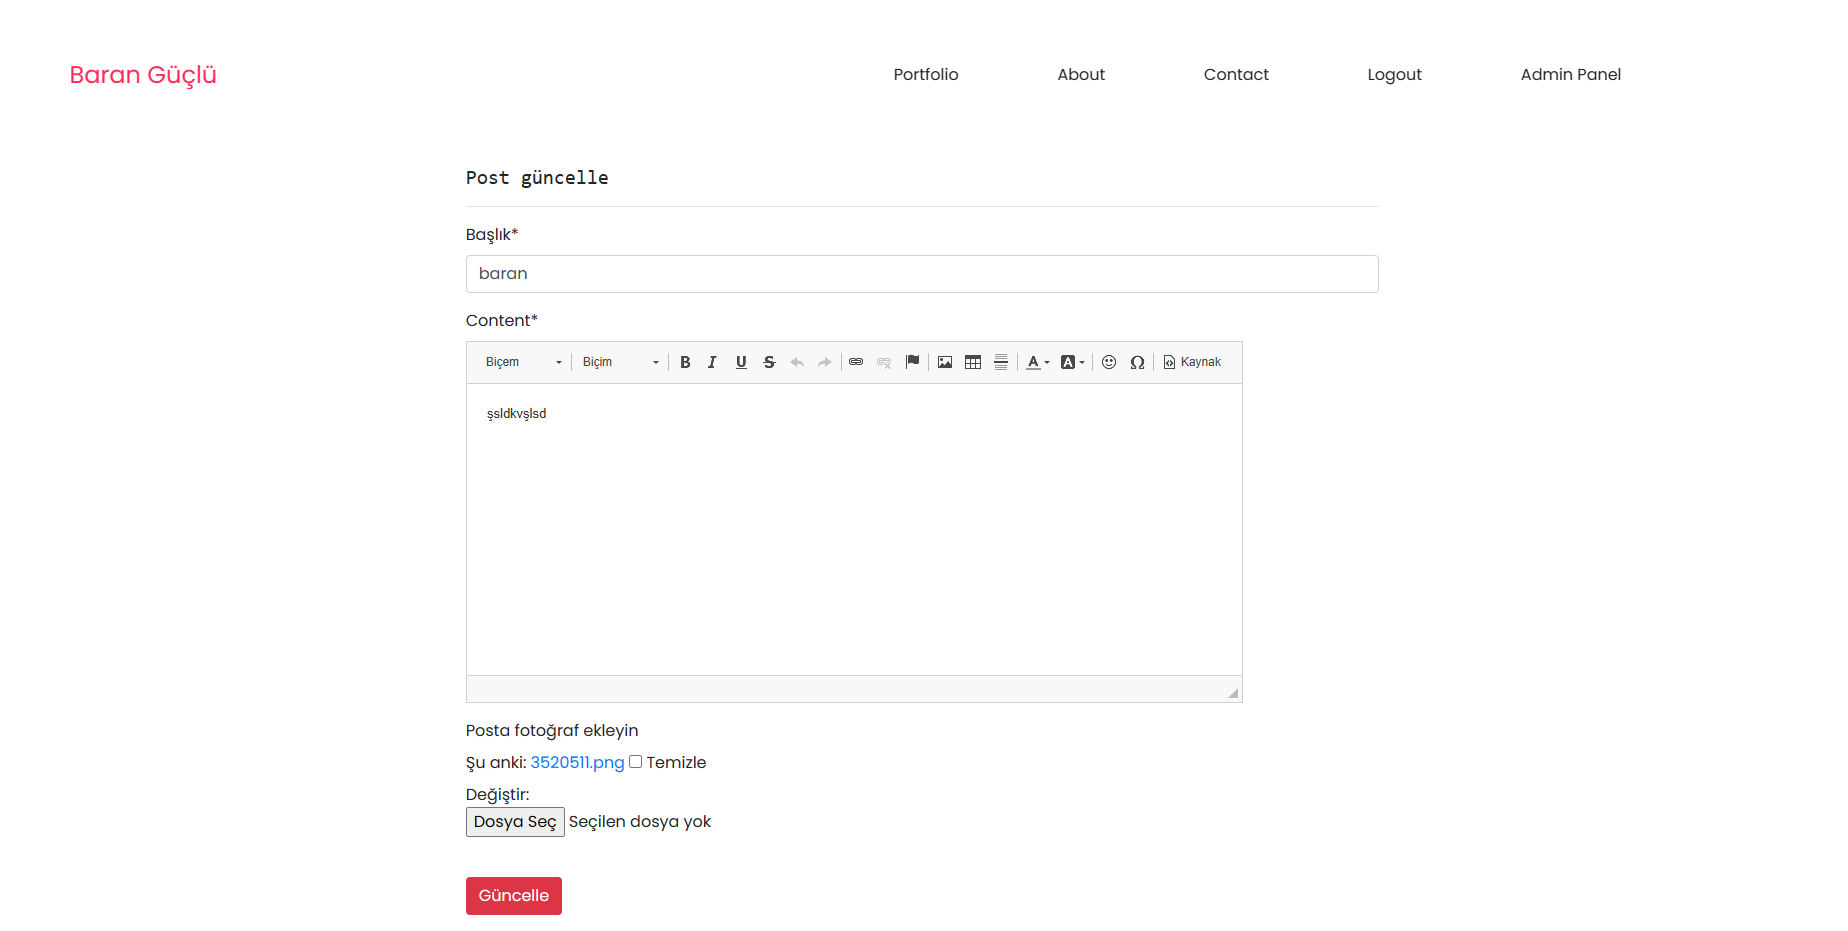 Baran Güçlü Portfolio About Contact Logout Admin Panel
Post güncelle
Başlık*
baran
Content*
Biçem Biçim B I U S A A Ω Kaynak
şsldkvşlsd
Posta fotoğraf ekleyin
Şu anki: 3520511.png Temizle
Değiştir:
Dosya Seç Seçilen dosya yok
Güncelle